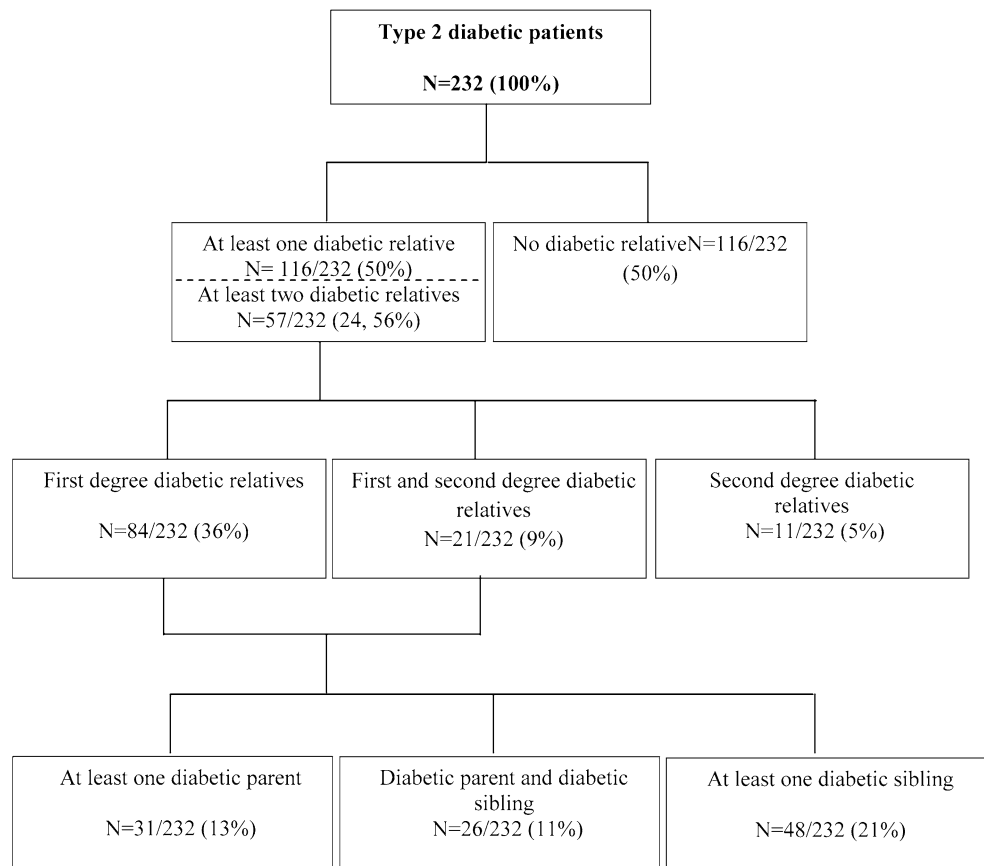 Type 2 diabetic patients
N=232 (100%)
At least one diabetic relative
N= 116/232 (50%)
At least two diabetic relatives
N=57/232 (24, 56%)
No diabetic relativeN=116/232
(50%)
First degree diabetic relatives
N=84/232 (36%)
First and second degree diabetic
relatives
N=21/232 (9%)
Second degree diabetic
relatives
N=11/232 (5%)
At least one diabetic parent
N=31/232 (13%)
Diabetic parent and diabetic
sibling
N=26/232 (11%)
At least one diabetic sibling
N=48/232 (21%)